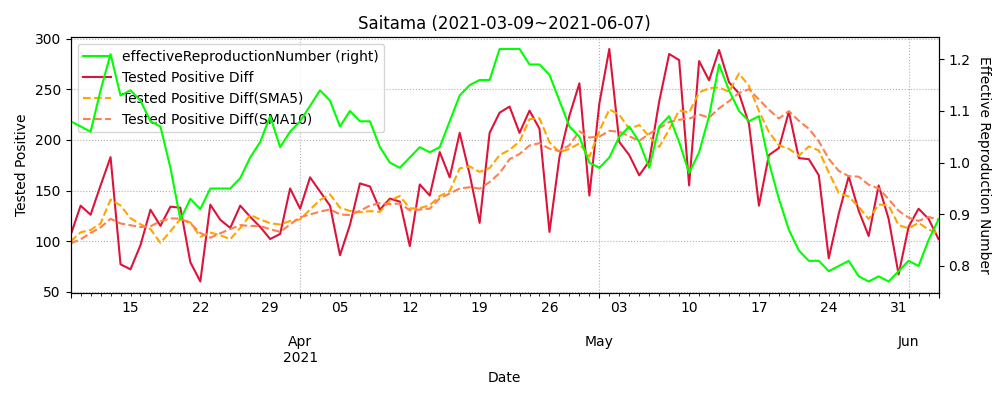 Saitama (2021-03-09~2021-06-07)
effectiveReproductionNumber (right)
Tested Positive Diff
Tested Positive Diff(SMA5)
Tested Positive Diff(SMA10)
Tested Positive
300
250
200
150
100
50
1.2
1.1
1.0
0.9
0.8
Effective Reproduction Number
15 22 29 05 12 19 26 03 10 17 24 31
Apr May Jun
2021
Date